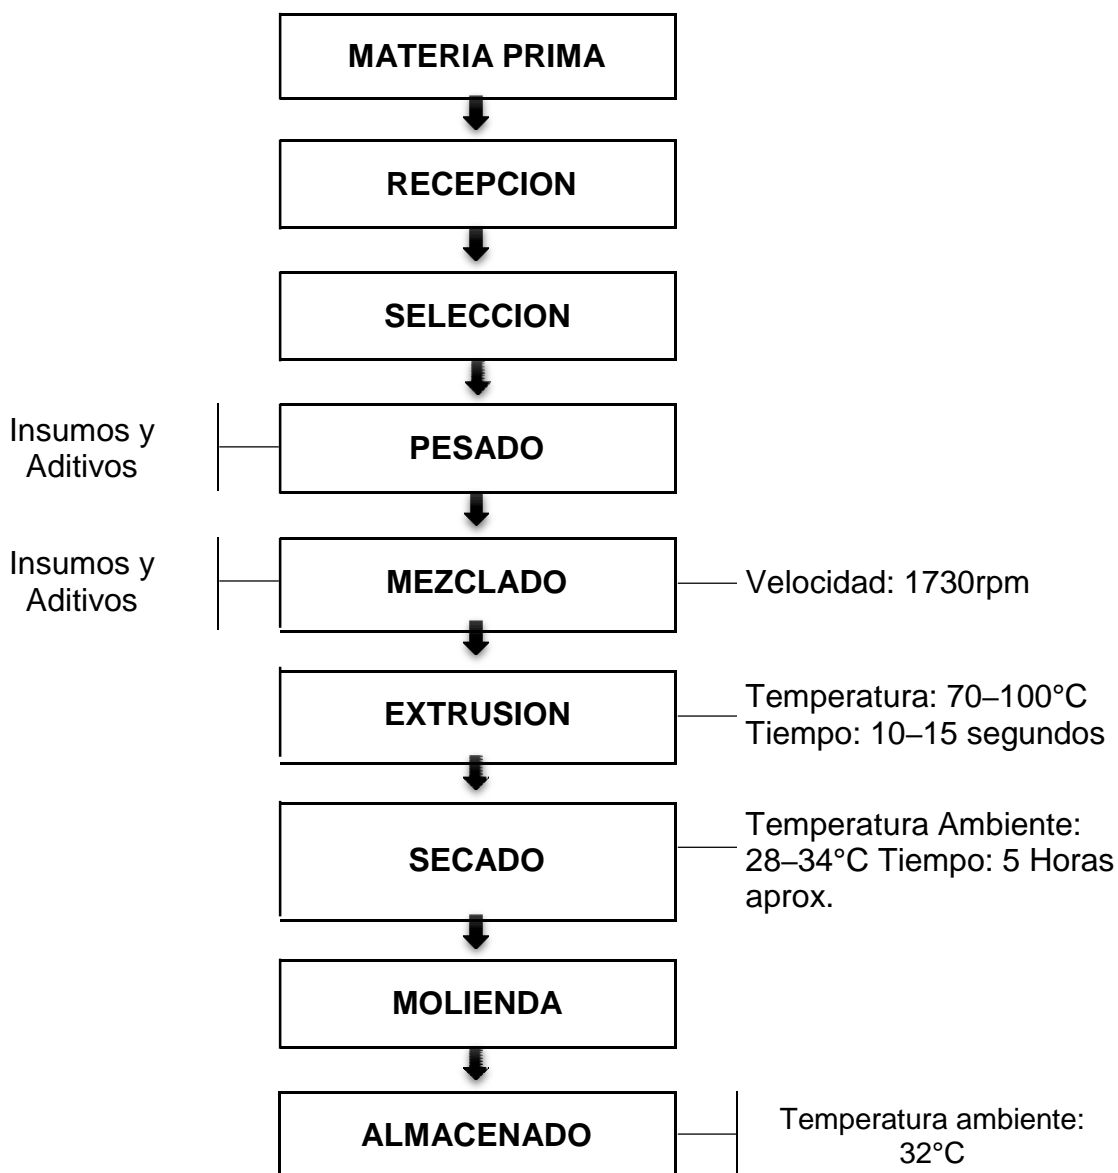 MATERIA PRIMA
RECEPCION
SELECCION
Insumos y
Aditivos
PESADO
Insumos y
Aditivos
MEZCLADO
Velocidad: 1730rpm
EXTRUSION
Temperatura: 70–100°C
Tiempo: 10–15 segundos
SECADO
Temperatura Ambiente:
28–34°C Tiempo: 5 Horas
aprox.
MOLIENDA
ALMACENADO
Temperatura ambiente:
32°C